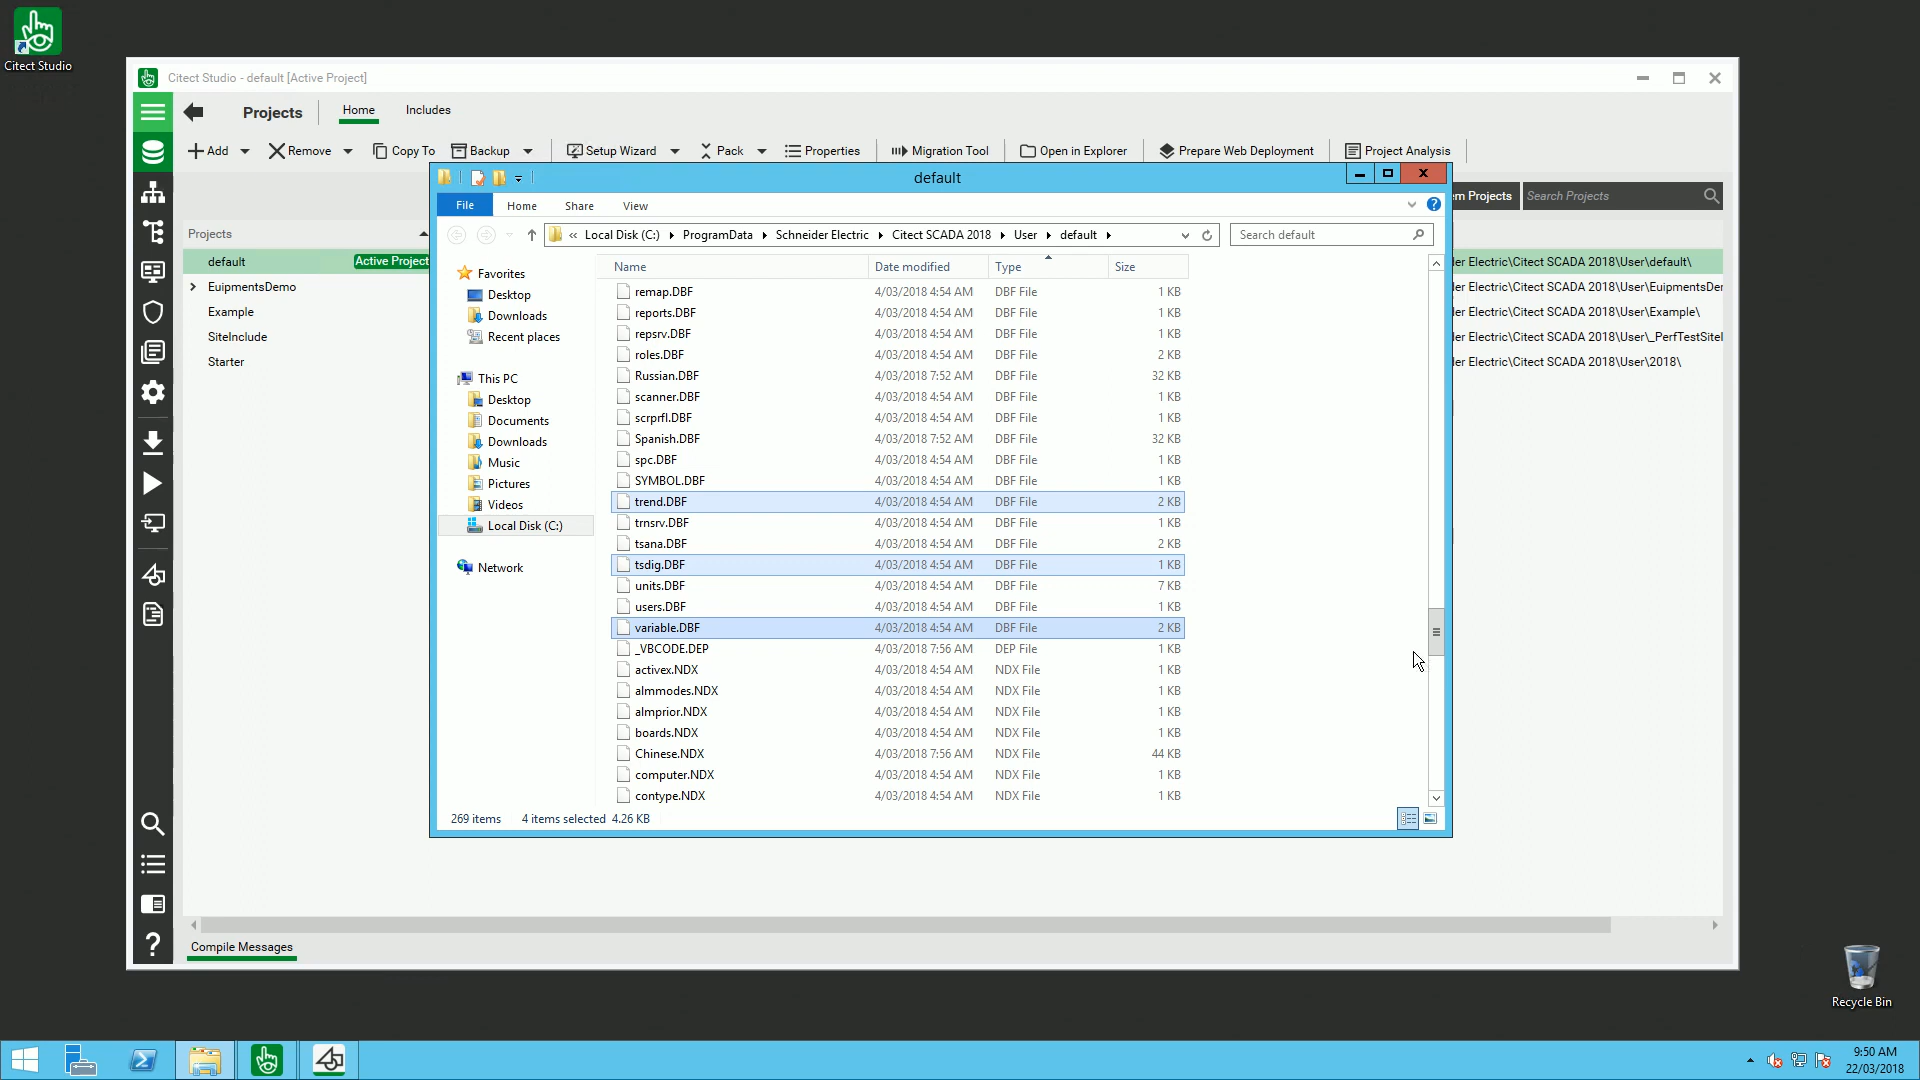 Citect Studio
Citect Studio - default [Active Project]
Projects
Home
Includes
Add
Remove
Copy To
Backup
Setup Wizard
Pack
Properties
Migration Tool
Open in Explorer
Prepare Web Deployment
Project Analysis
default
File
Home
Share
View
Projects
Search Projects
« Local Disk (C:) ProgramData Schneider Electric Citect SCADA 2018 User default
Search default
Projects
default
Active Project
EuipmentsDemo
Example
SiteInclude
Starter
Electric\Citect SCADA 2018\User\default\
Electric\Citect SCADA 2018\User\EuipmentsDe
Electric\Citect SCADA 2018\User\Example\
Electric\Citect SCADA 2018\User\_PerfTestSite
Electric\Citect SCADA 2018\User\2018\
Favorites
Desktop
Downloads
Recent places
This PC
Desktop
Documents
Downloads
Music
Pictures
Videos
Local Disk (C:)
Network
Name Date modified Type Size
remap.DBF 4/03/2018 4:54 AM DBF File 1 KB
reports.DBF 4/03/2018 4:54 AM DBF File 1 KB
repsrv.DBF 4/03/2018 4:54 AM DBF File 1 KB
roles.DBF 4/03/2018 4:54 AM DBF File 2 KB
Russian.DBF 4/03/2018 7:52 AM DBF File 32 KB
scanner.DBF 4/03/2018 4:54 AM DBF File 1 KB
scrprfl.DBF 4/03/2018 4:54 AM DBF File 1 KB
Spanish.DBF 4/03/2018 7:52 AM DBF File 32 KB
spc.DBF 4/03/2018 4:54 AM DBF File 1 KB
SYMBOL.DBF 4/03/2018 4:54 AM DBF File 1 KB
trend.DBF 4/03/2018 4:54 AM DBF File 2 KB
trnsrv.DBF 4/03/2018 4:54 AM DBF File 1 KB
tsana.DBF 4/03/2018 4:54 AM DBF File 2 KB
tsdig.DBF 4/03/2018 4:54 AM DBF File 1 KB
units.DBF 4/03/2018 4:54 AM DBF File 7 KB
users.DBF 4/03/2018 4:54 AM DBF File 1 KB
variable.DBF 4/03/2018 4:54 AM DBF File 2 KB
_VBCODE.DEP 4/03/2018 7:56 AM DEP File 1 KB
activex.NDX 4/03/2018 4:54 AM NDX File 1 KB
almmodes.NDX 4/03/2018 4:54 AM NDX File 1 KB
almprior.NDX 4/03/2018 4:54 AM NDX File 1 KB
boards.NDX 4/03/2018 4:54 AM NDX File 1 KB
Chinese.NDX 4/03/2018 7:56 AM NDX File 44 KB
computer.NDX 4/03/2018 4:54 AM NDX File 1 KB
contype.NDX 4/03/2018 4:54 AM NDX File 1 KB
269 items 4 items selected 4.26 KB
Compile Messages
Recycle Bin
9:50 AM
22/03/2018